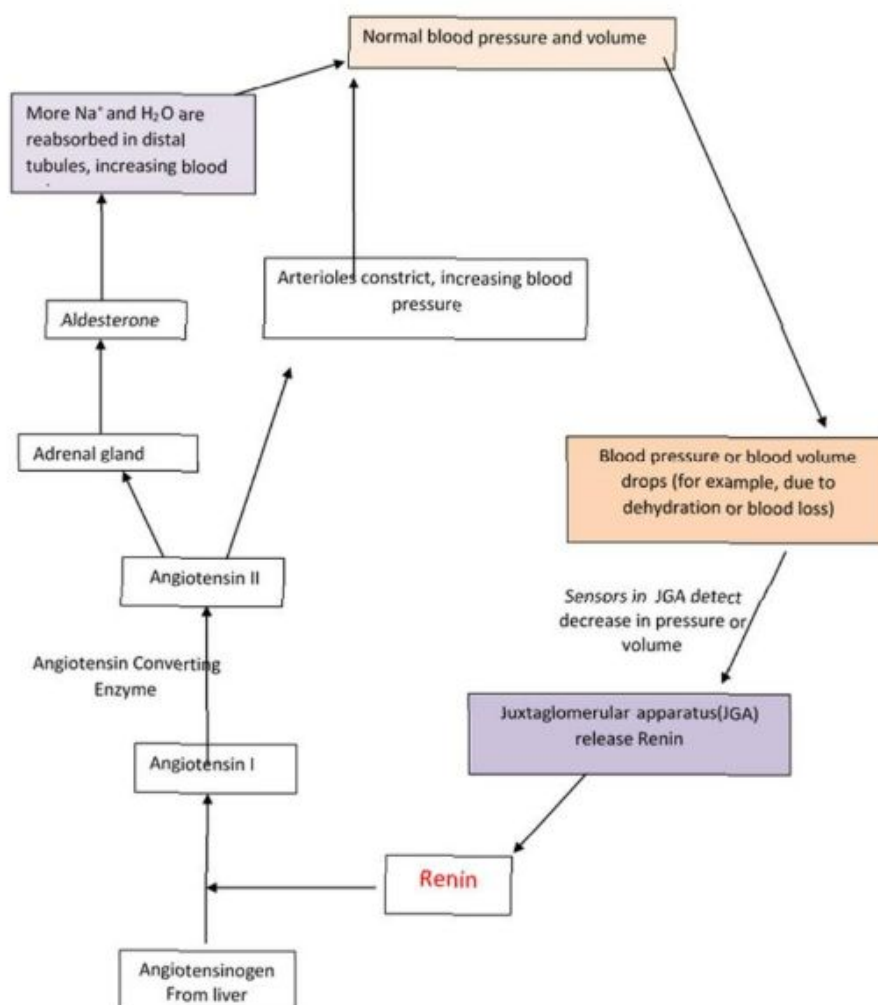 Normal blood pressure and volume
More Na⁺ and H₂O are
reabsorbed in distal
tubules, increasing blood
Arterioles constrict, increasing blood
pressure
Aldesterone
Adrenal gland
Blood pressure or blood volume
drops (for example, due to
dehydration or blood loss)
Angiotensin II
Sensors in JGA detect
decrease in pressure or
volume
Angiotensin Converting
Enzyme
Juxtaglomerular apparatus(JGA)
release Renin
Angiotensin I
Renin
Angiotensinogen
From liver